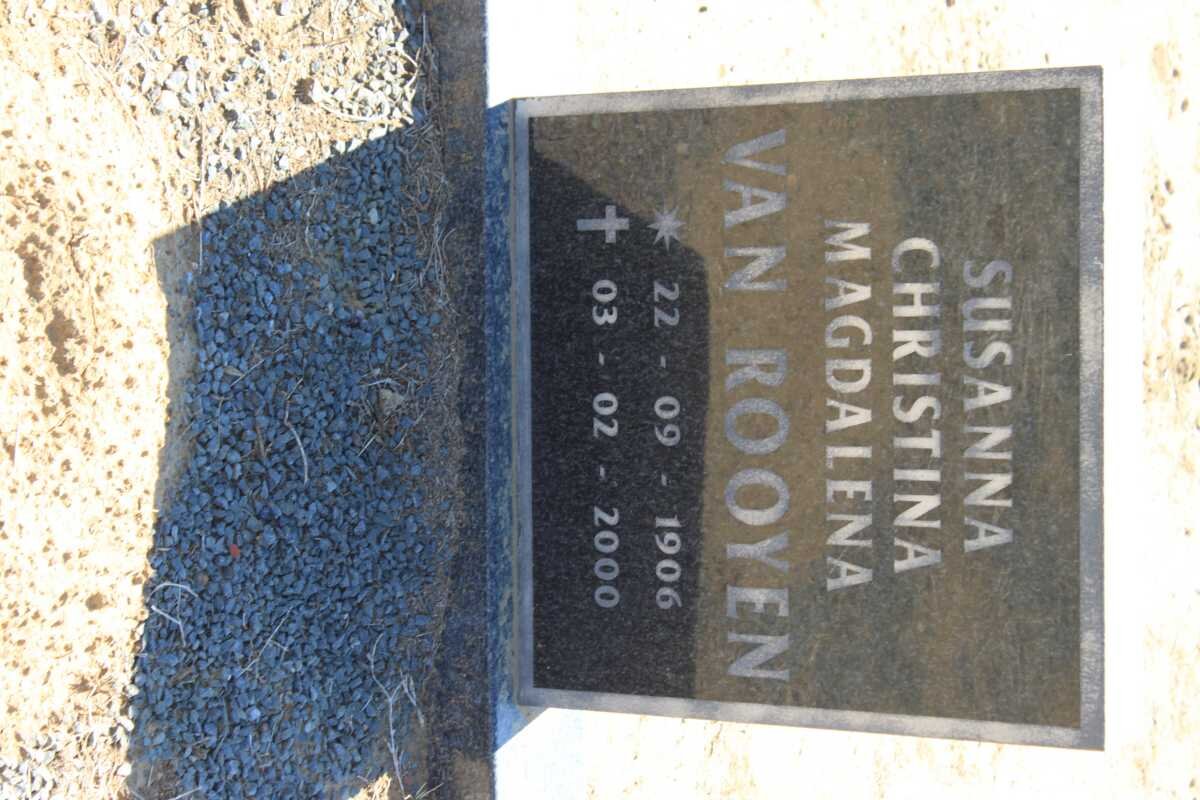 SUSANNA
CHRISTINA
MAGDALENA
VAN ROOYEN
22 - 09 - 1906
03 - 02 - 2000